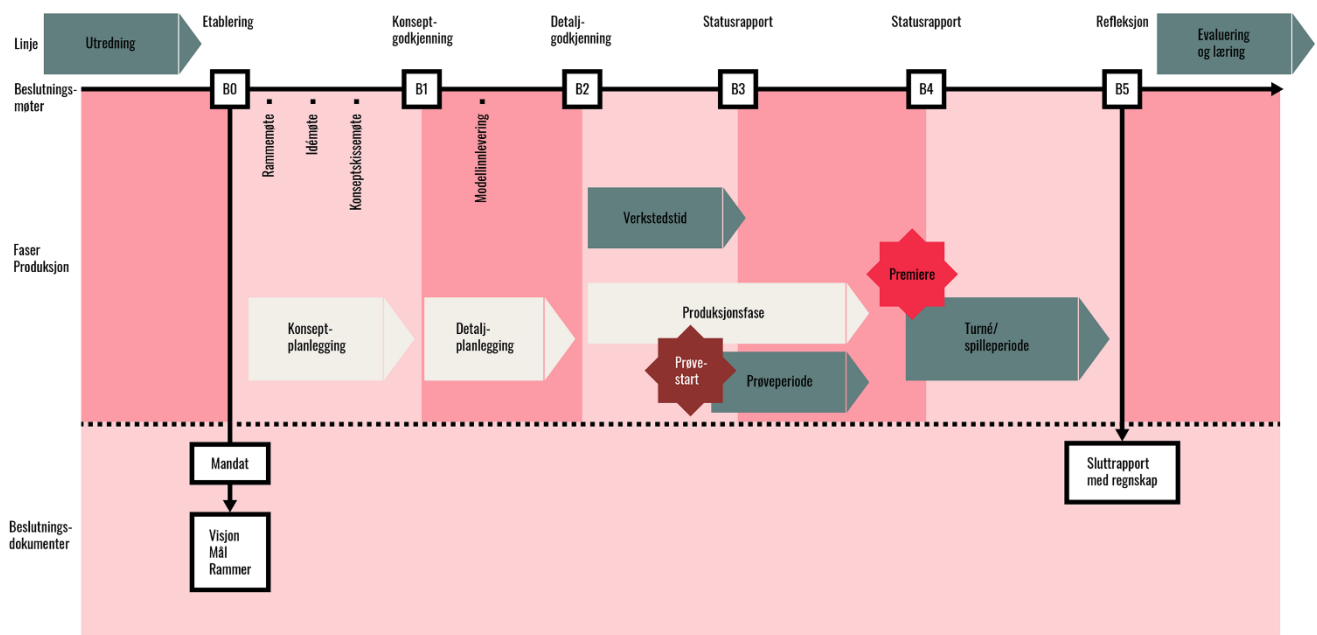 Linje
Utredning
Etablering
Konsept-
godkjenning
Detalj-
godkjenning
Statusrapport
Statusrapport
Refleksjon
Evaluering
og læring
Beslutnings-
møter
B0
B1
B2
B3
B4
B5
Rammemøte
Idémøte
Konseptskissemøte
Modellinnlevering
Faser
Produksjon
Verkstedstid
Premiere
Konsept-
planlegging
Detalj-
planlegging
Produksjonsfase
Turné/
spilleperiode
Prøve-
start
Prøveperiode
Beslutnings-
dokumenter
Mandat
Visjon
Mål
Rammer
Sluttrapport
med regnskap